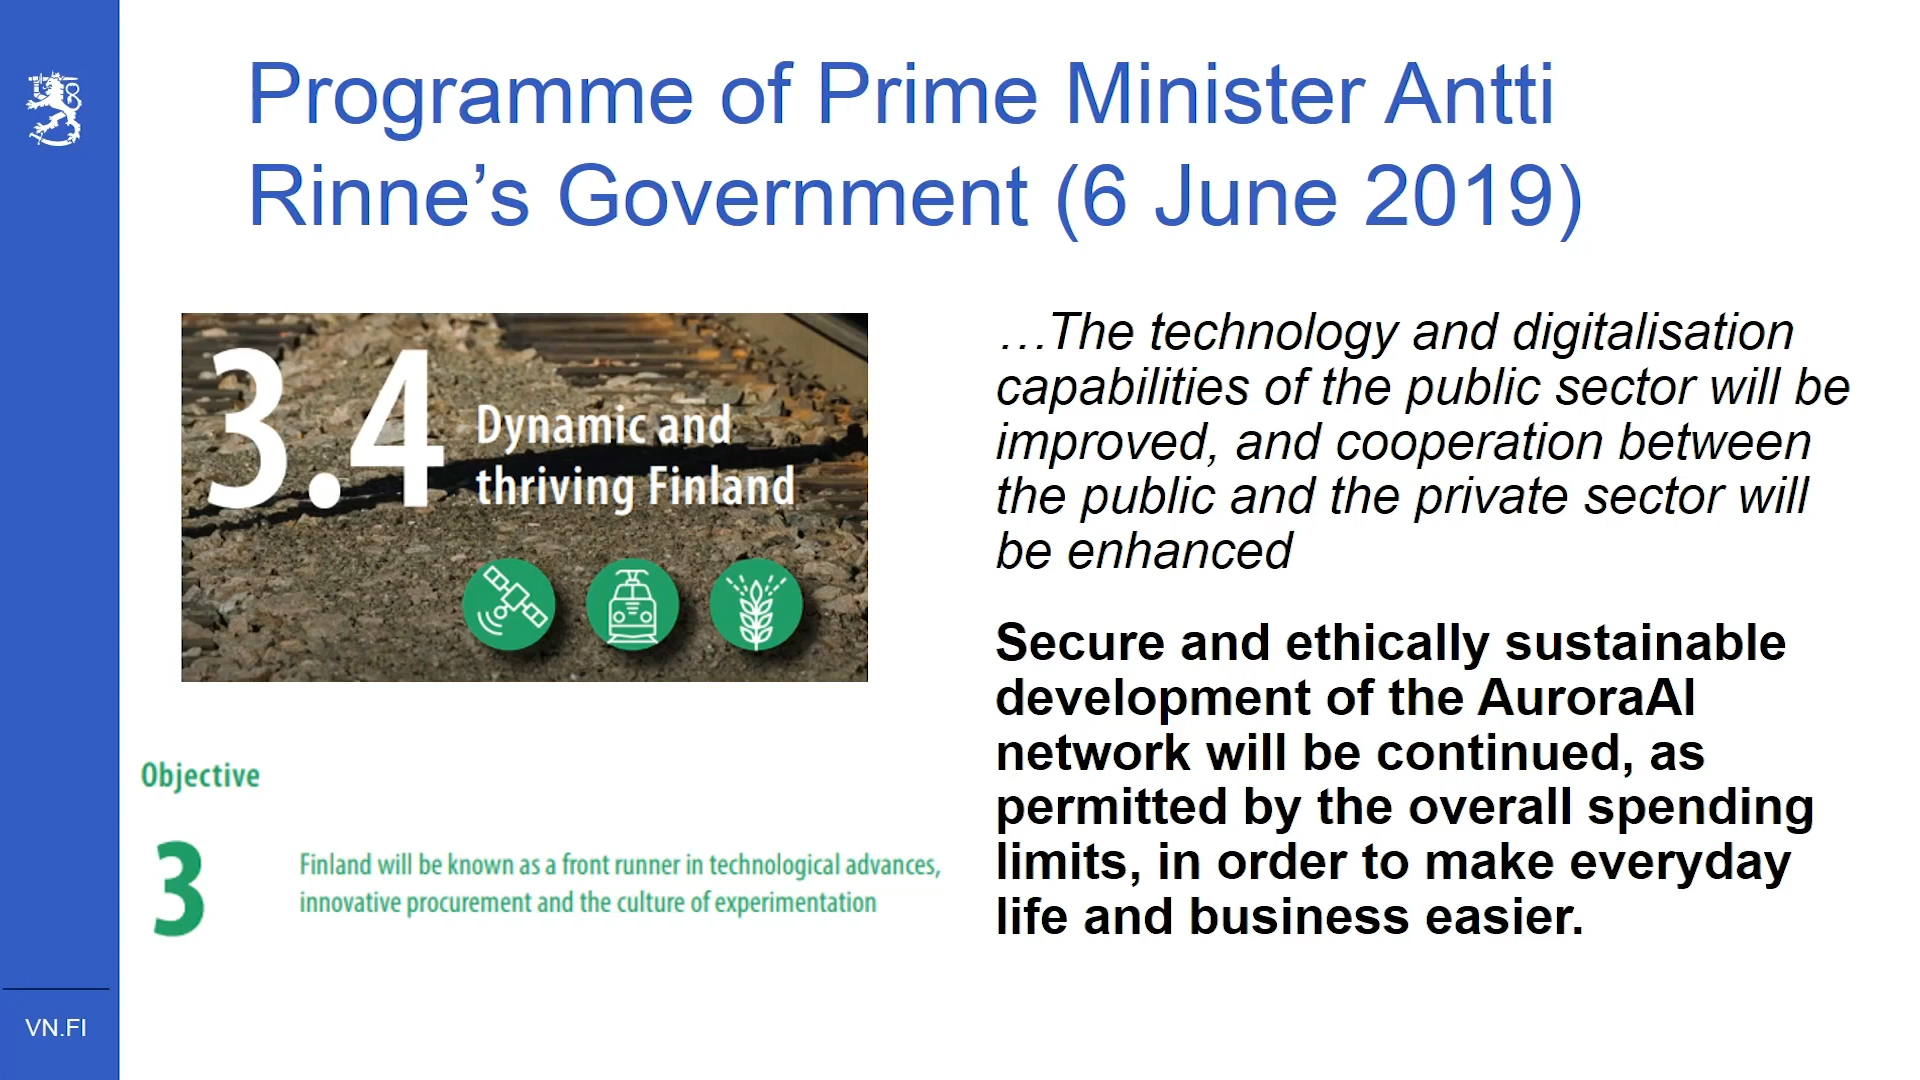 Programme of Prime Minister Antti
Rinne’s Government (6 June 2019)
3.4
Dynamic and
thriving Finland
Objective
3
Finland will be known as a front runner in technological advances,
innovative procurement and the culture of experimentation
…The technology and digitalisation
capabilities of the public sector will be
improved, and cooperation between
the public and the private sector will
be enhanced
Secure and ethically sustainable
development of the AuroraAI
network will be continued, as
permitted by the overall spending
limits, in order to make everyday
life and business easier.
VN.FI